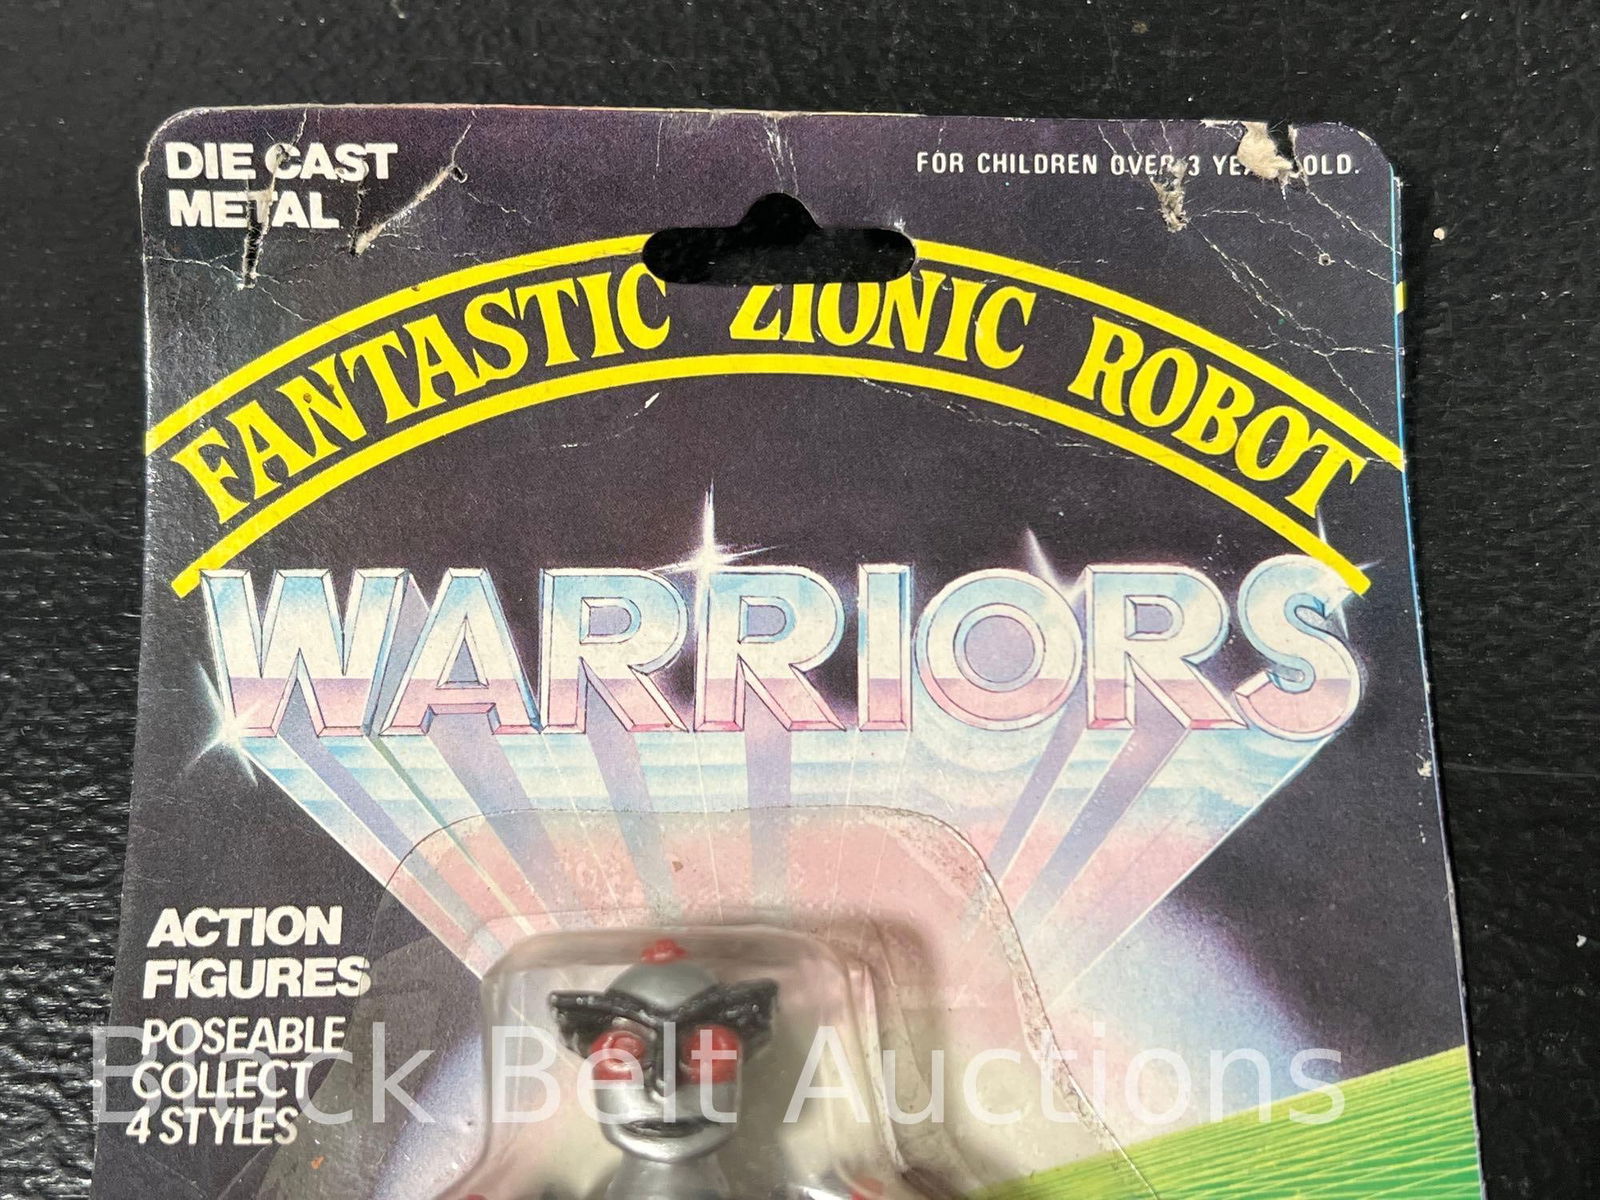 DIE CAST
METAL
FOR CHILDREN OVER 3 YEARS OLD.
FANTASTIC ZIONIC ROBOT
WARRIORS
ACTION
FIGURES
POSEABLE
COLLECT
4 STYLES
Black Belt Auctions